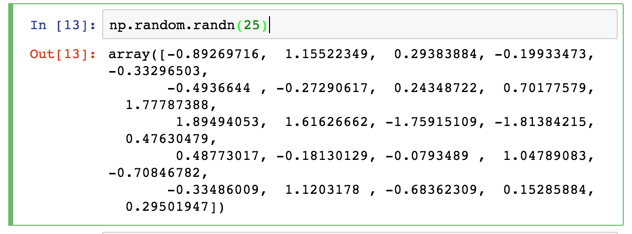 In [13]: np.random.randn(25)
Out[13]: array([-0.89269716,  1.15522349,  0.29383884, -0.19933473,
-0.33296503,
       -0.4936644 , -0.27290617,  0.24348722,  0.70177579,
 1.77787388,
        1.89494053,  1.61626662, -1.75915109, -1.81384215,
 0.47630479,
        0.48773017, -0.18130129, -0.0793489 ,  1.04789083,
-0.70846782,
       -0.33486009,  1.1203178 , -0.68362309,  0.15285884,
 0.29501947])